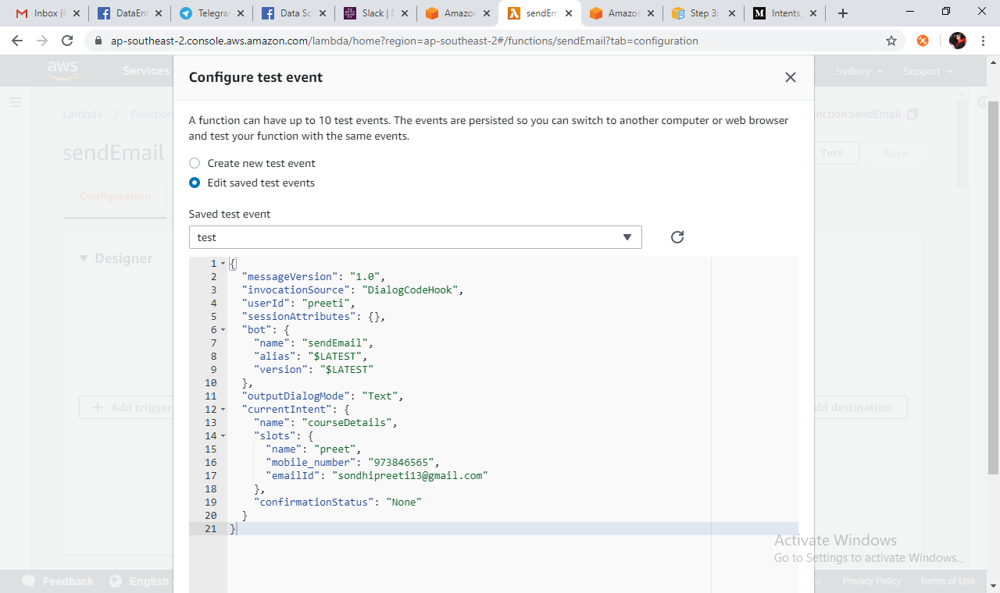 Inbox (6
DataEnt
Telegra
Data Sc
Slack | D
Amazon
sendEm
Amazon
Step 3:
Intents,
ap-southeast-2.console.aws.amazon.com/lambda/home?region=ap-southeast-2#/functions/sendEmail?tab=configuration
aws
Services
Sydney
Support
Configure test event
Lambda
Function
nction:sendEmail
A function can have up to 10 test events. The events are persisted so you can switch to another computer or web browser
and test your function with the same events.
sendEmail
Test
Save
Create new test event
Edit saved test events
Configuration
Saved test event
test
Designer
1 {
2 "messageVersion": "1.0",
3 "invocationSource": "DialogCodeHook",
4 "userId": "preeti",
5 "sessionAttributes": {},
6 "bot": {
7 "name": "sendEmail",
8 "alias": "$LATEST",
9 "version": "$LATEST"
10 },
11 "outputDialogMode": "Text",
12 "currentIntent": {
13 "name": "courseDetails",
14 "slots": {
15 "name": "preet",
16 "mobile_number": "973846565",
17 "emailId": "sondhipreeti13@gmail.com"
18 },
19 "confirmationStatus": "None"
20 }
21 }
+ Add trigger
dd destination
Activate Windows
Go to Settings to activate Windows.
Feedback
English
ed
Privacy Policy
Terms of Use